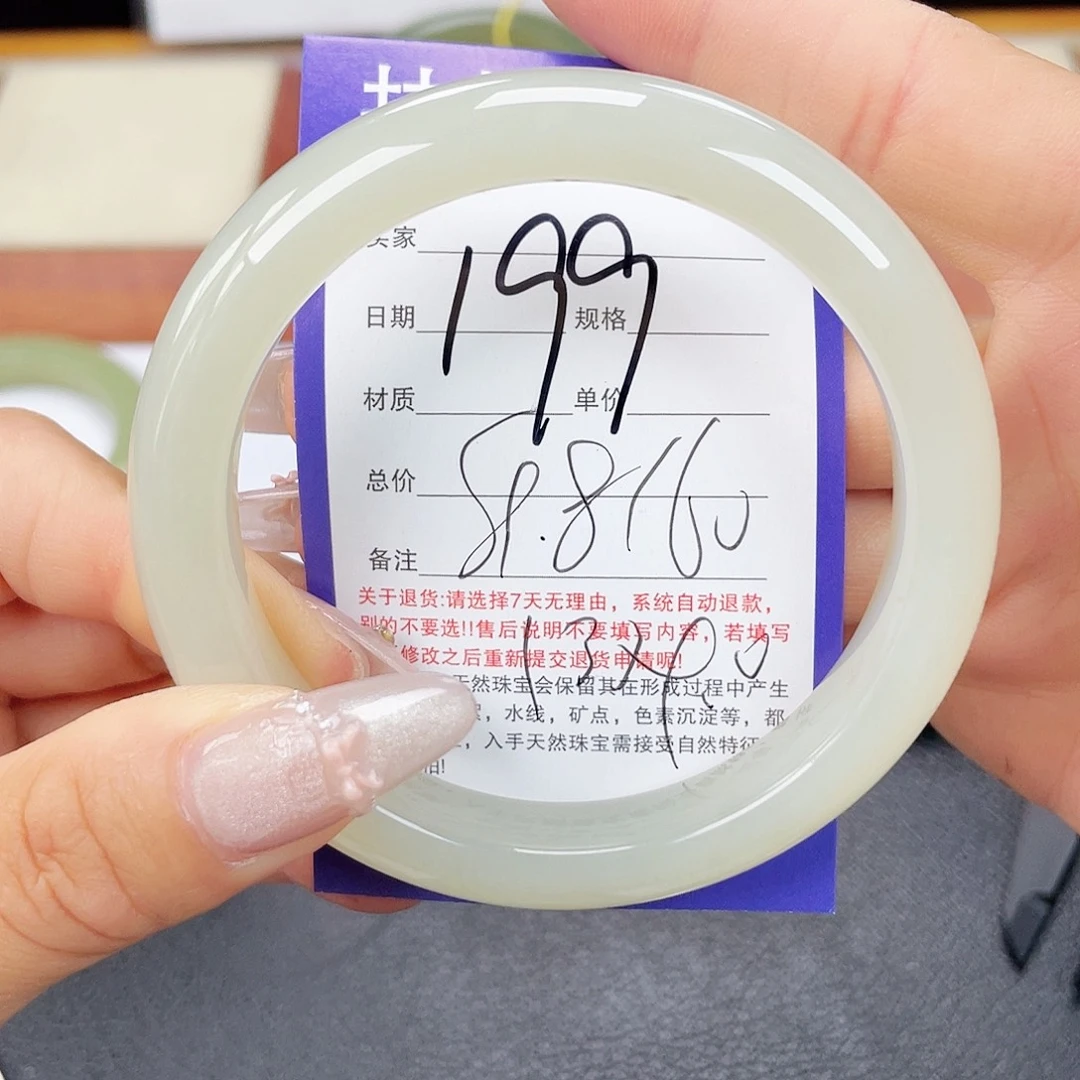 卖家
199
日期 规格
材质 单价
总价
备注
关于退货:请选择7天无理由，系统自动退款，
别的不要选!!售后说明不要填写内容，若填写
修改之后重新提交退货申请呢!
天然珠宝会保留其在形成过程中产生
，水线，矿点，色素沉淀等，都
，入手天然珠宝需接受自然特征